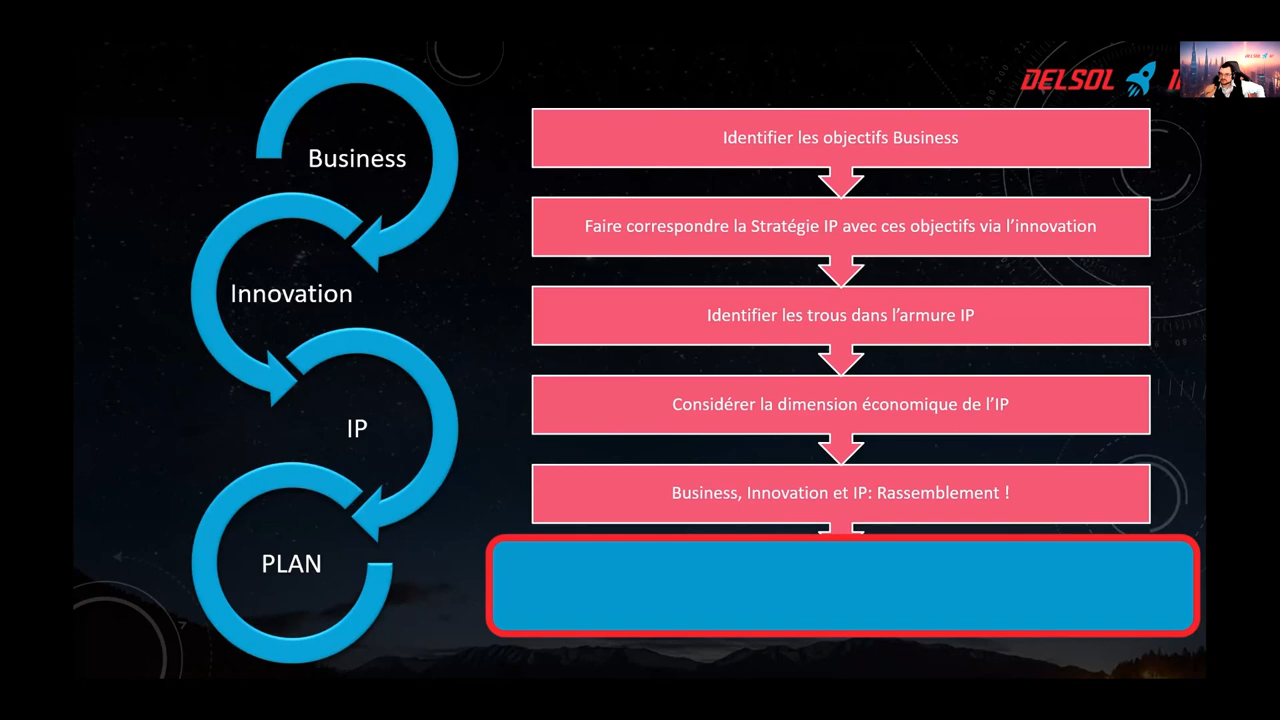 DELSOL
Business
Identifier les objectifs Business
Faire correspondre la Stratégie IP avec ces objectifs via l'innovation
Innovation
Identifier les trous dans l'armure IP
Considérer la dimension économique de l'IP
IP
Business, Innovation et IP: Rassemblement !
PLAN